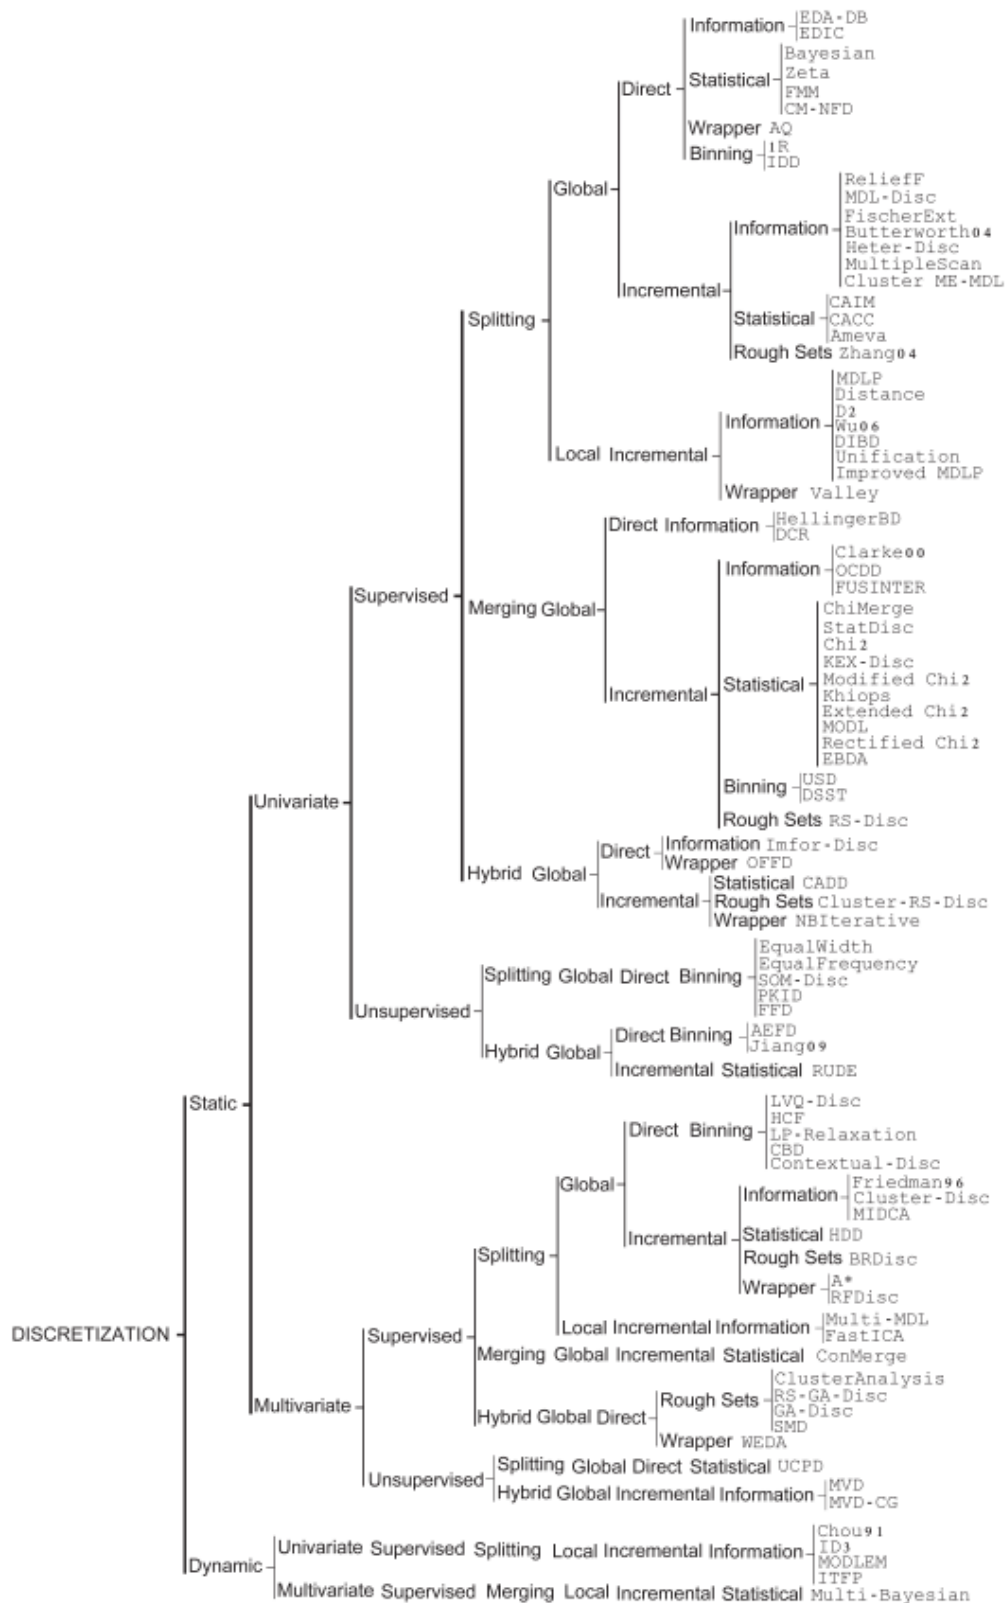 Information EDA-DB
EDIC
Bayesian
Zeta
Statistical
FMM
CM-NFD
Direct
Wrapper AQ
Binning 1R
IDD
Global
ReliefF
MDL-Disc
FischerExt
Information Butterworth04
Heter-Disc
MultipleScan
Cluster ME-MDL
Incremental
CAIM
Statistical CACC
Ameva
Rough Sets Zhang04
Splitting
MDLP
Distance
D2
Information Wu06
DIBD
Unification
Improved MDLP
Local Incremental
Wrapper Valley
Direct Information HellingerBD
DCR
Clarke00
Information OCDD
FUSINTER
Supervised
Merging Global
ChiMerge
StatDisc
Chi2
KEX-Disc
Statistical Modified Chi2
Khiops
Extended Chi2
MODL
Rectified Chi2
EBDA
Incremental
Binning USD
DSST
Rough Sets RS-Disc
Univariate
Direct Information Imfor-Disc
Wrapper OFFD
Hybrid Global
Statistical CADD
Incremental Rough Sets Cluster-RS-Disc
Wrapper NBIterative
EqualWidth
EqualFrequency
Splitting Global Direct Binning SOM-Disc
PKID
FFD
Unsupervised
Direct Binning AEFD
Jiang09
Hybrid Global
Incremental Statistical RUDE
Static
LVQ-Disc
HCF
Direct Binning LP-Relaxation
CBD
Contextual-Disc
Global
Friedman96
Information Cluster-Disc
MIDCA
Incremental Statistical HDD
Rough Sets BRDisc
Wrapper A*
RFDisc
Splitting
Local Incremental Information Multi-MDL
FastICA
DISCRETIZATION
Supervised
Merging Global Incremental Statistical ConMerge
ClusterAnalysis
Rough Sets RS-GA-Disc
GA-Disc
SMD
Hybrid Global Direct
Wrapper WEDA
Multivariate
Unsupervised
Splitting Global Direct Statistical UCPD
Hybrid Global Incremental Information MVD
MVD-CG
Dynamic
Chou91
Univariate Supervised Splitting Local Incremental Information ID3
MODLEM
ITFP
Multivariate Supervised Merging Local Incremental Statistical Multi-Bayesian